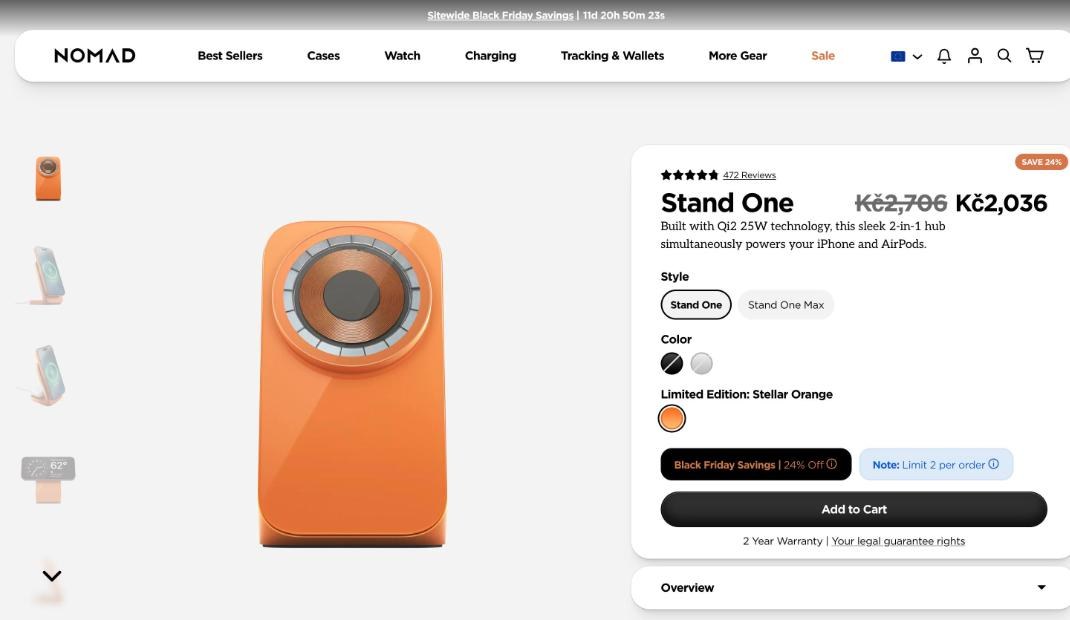 Sitewide Black Friday Savings | 11d 20h 50m 23s
NOMAD
Best Sellers
Cases
Watch
Charging
Tracking & Wallets
More Gear
Sale
SAVE 24%
472 Reviews
Stand One Kč2,706 Kč2,036
Built with Qi2 25W technology, this sleek 2-in-1 hub
simultaneously powers your iPhone and AirPods.
Style
Stand One
Stand One Max
Color
Limited Edition: Stellar Orange
62°
Black Friday Savings | 24% Off
Note: Limit 2 per order
Add to Cart
2 Year Warranty | Your legal guarantee rights
Overview